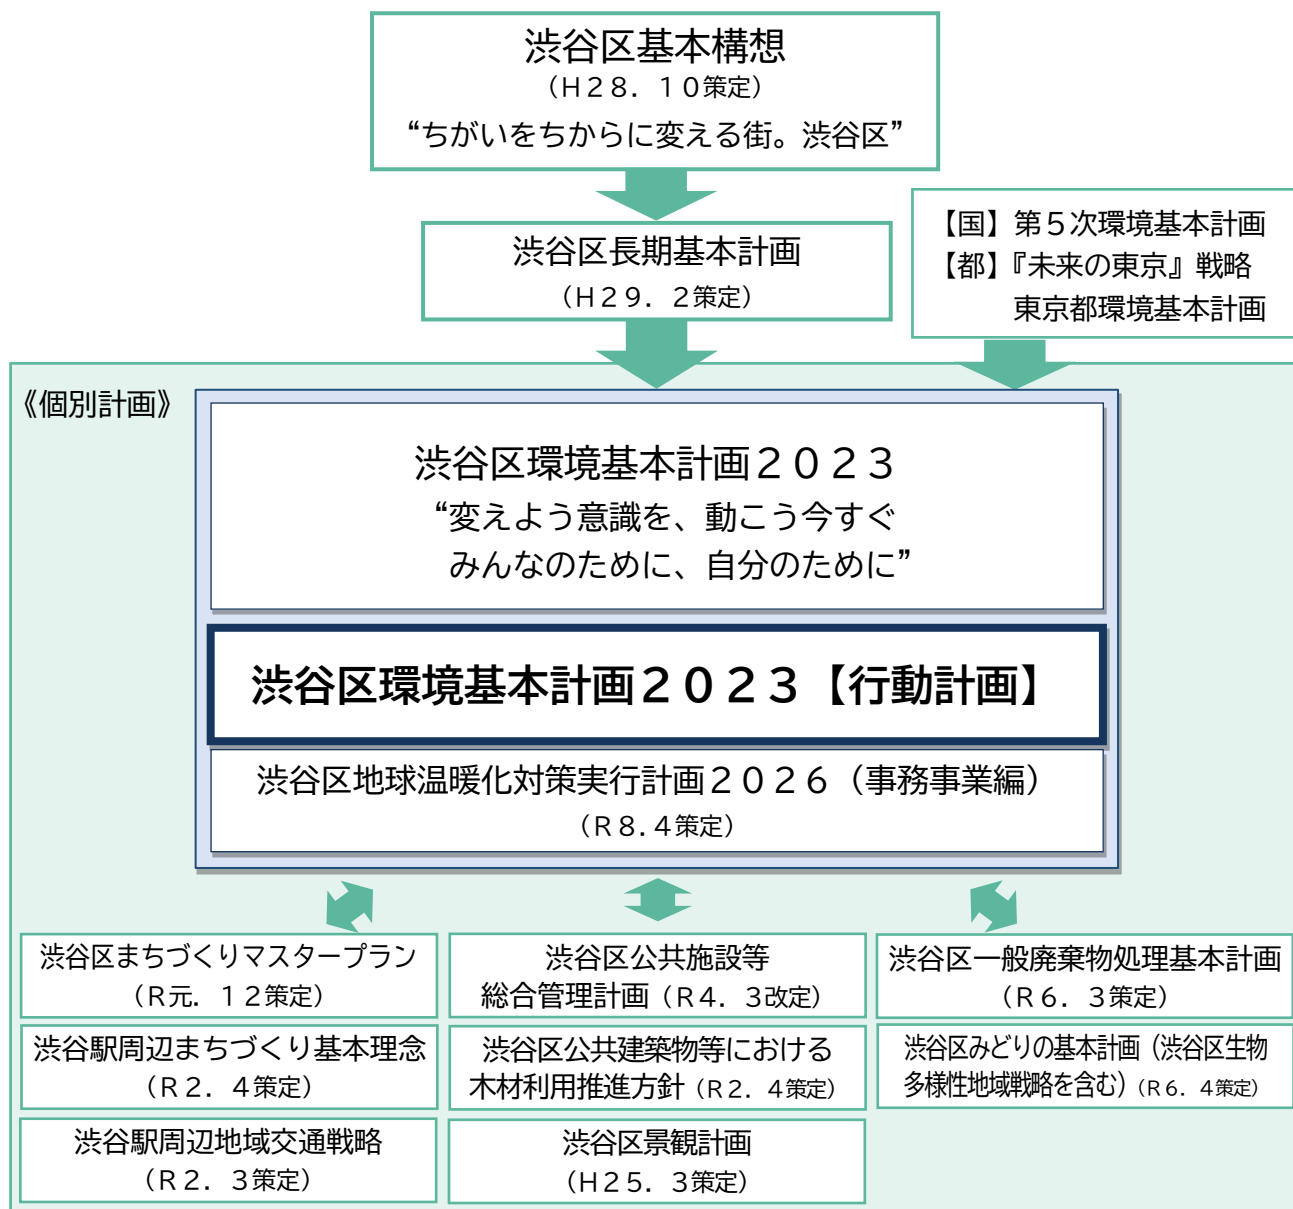 渋谷区基本構想
（H28．10策定）
“ちがいをちからに変える街。渋谷区”
渋谷区長期基本計画
（H29．2策定）
【国】第５次環境基本計画
【都】『未来の東京』戦略
東京都環境基本計画
《個別計画》
渋谷区環境基本計画２０２３
“変えよう意識を、動こう今すぐ
みんなのために、自分のために”
渋谷区環境基本計画２０２３【行動計画】
渋谷区地球温暖化対策実行計画２０２６（事務事業編）
（R8．4策定）
渋谷区まちづくりマスタープラン
（R元．12策定）
渋谷駅周辺まちづくり基本理念
（R2．4策定）
渋谷駅周辺地域交通戦略
（R2．3策定）
渋谷区公共施設等
総合管理計画（R4．3改定）
渋谷区公共建築物等における
木材利用推進方針（R2．4策定）
渋谷区景観計画
（H25．3策定）
渋谷区一般廃棄物処理基本計画
（R6．3策定）
渋谷区みどりの基本計画（渋谷区生物
多様性地域戦略を含む）（R6．4策定）